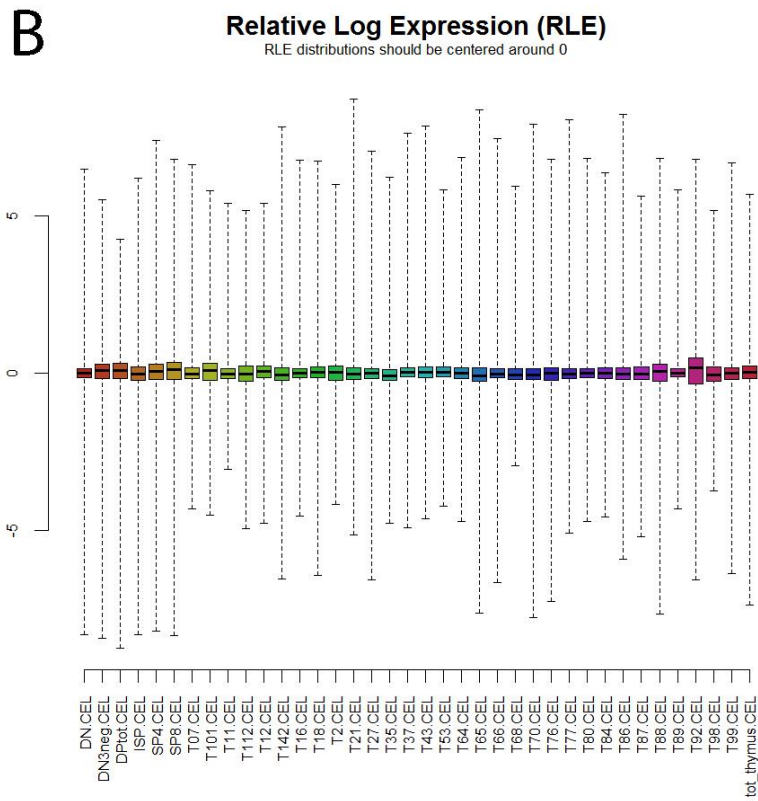 B
Relative Log Expression (RLE)
RLE distributions should be centered around 0
5
0
-5
DN.CEL
DN3neg.CEL
DPtot.CEL
ISP.CEL
SP4.CEL
SP8.CEL
T07.CEL
T101.CEL
T11.CEL
T112.CEL
T12.CEL
T142.CEL
T16.CEL
T18.CEL
T2.CEL
T21.CEL
T27.CEL
T35.CEL
T37.CEL
T43.CEL
T53.CEL
T64.CEL
T65.CEL
T66.CEL
T68.CEL
T70.CEL
T76.CEL
T77.CEL
T80.CEL
T84.CEL
T86.CEL
T87.CEL
T88.CEL
T89.CEL
T92.CEL
T98.CEL
T99.CEL
tot_thymus.CEL